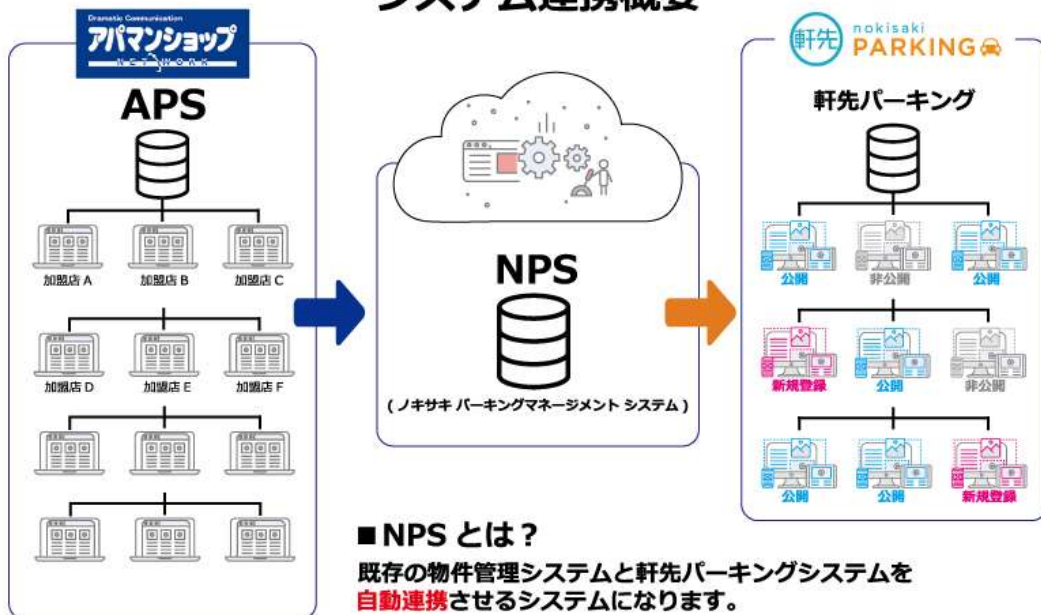 システム連携概要
Dramatic Communication
アパマンショップ
NETWORK
APS
加盟店 A
加盟店 B
加盟店 C
加盟店 D
加盟店 E
加盟店 F
NPS
( ノキサキ パーキングマネージメント システム )
軒先
nokisaki
PARKING
軒先パーキング
公開
非公開
公開
新規登録
公開
非公開
公開
公開
新規登録
■NPS とは？
既存の物件管理システムと軒先パーキングシステムを
自動連携させるシステムになります。